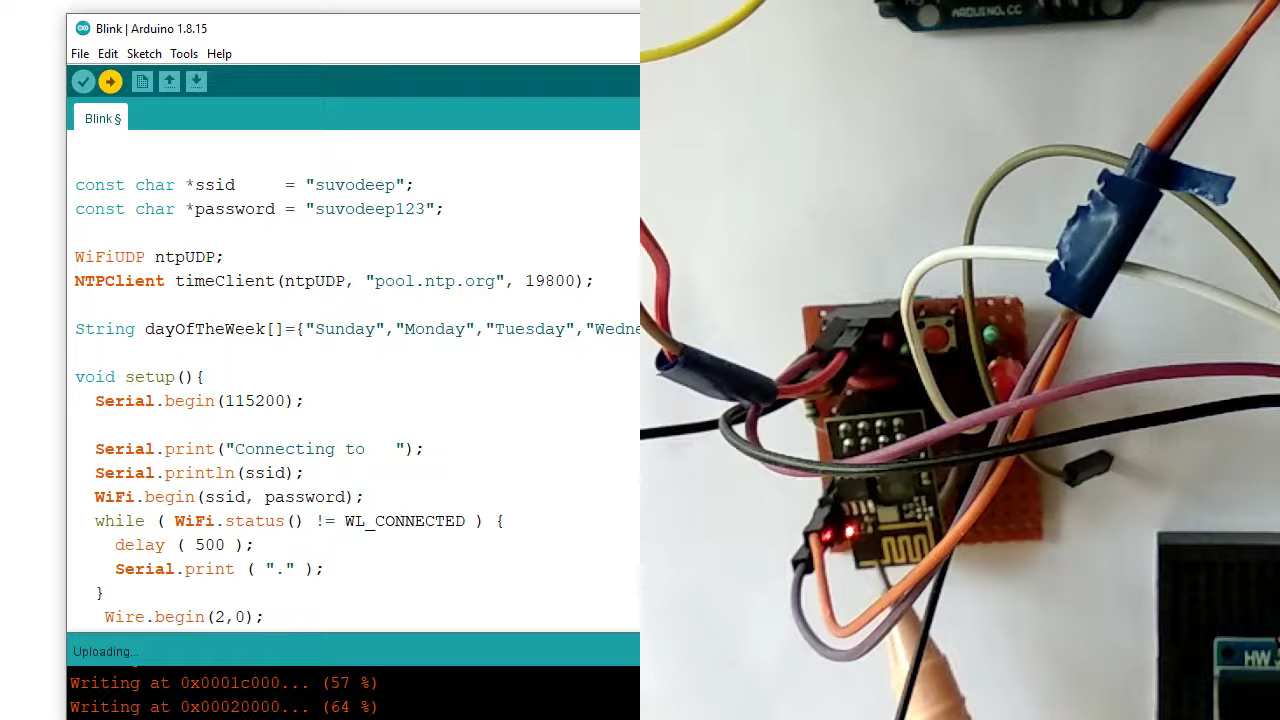 Blink | Arduino 1.8.15
File Edit Sketch Tools Help
Blink §
const char *ssid     = "suvodeep";
const char *password = "suvodeep123";
WiFiUDP ntpUDP;
NTPClient timeClient(ntpUDP, "pool.ntp.org", 19800);
String dayOfTheWeek[]={"Sunday","Monday","Tuesday","Wedne
void setup(){
Serial.begin(115200);
Serial.print("Connecting to   ");
Serial.println(ssid);
WiFi.begin(ssid, password);
while ( WiFi.status() != WL_CONNECTED ) {
delay ( 500 );
Serial.print ( "." );
}
Wire.begin(2,0);
Uploading...
Writing at 0x0001c000... (57 %)
Writing at 0x00020000... (64 %)
ARDUINO.CC
HW